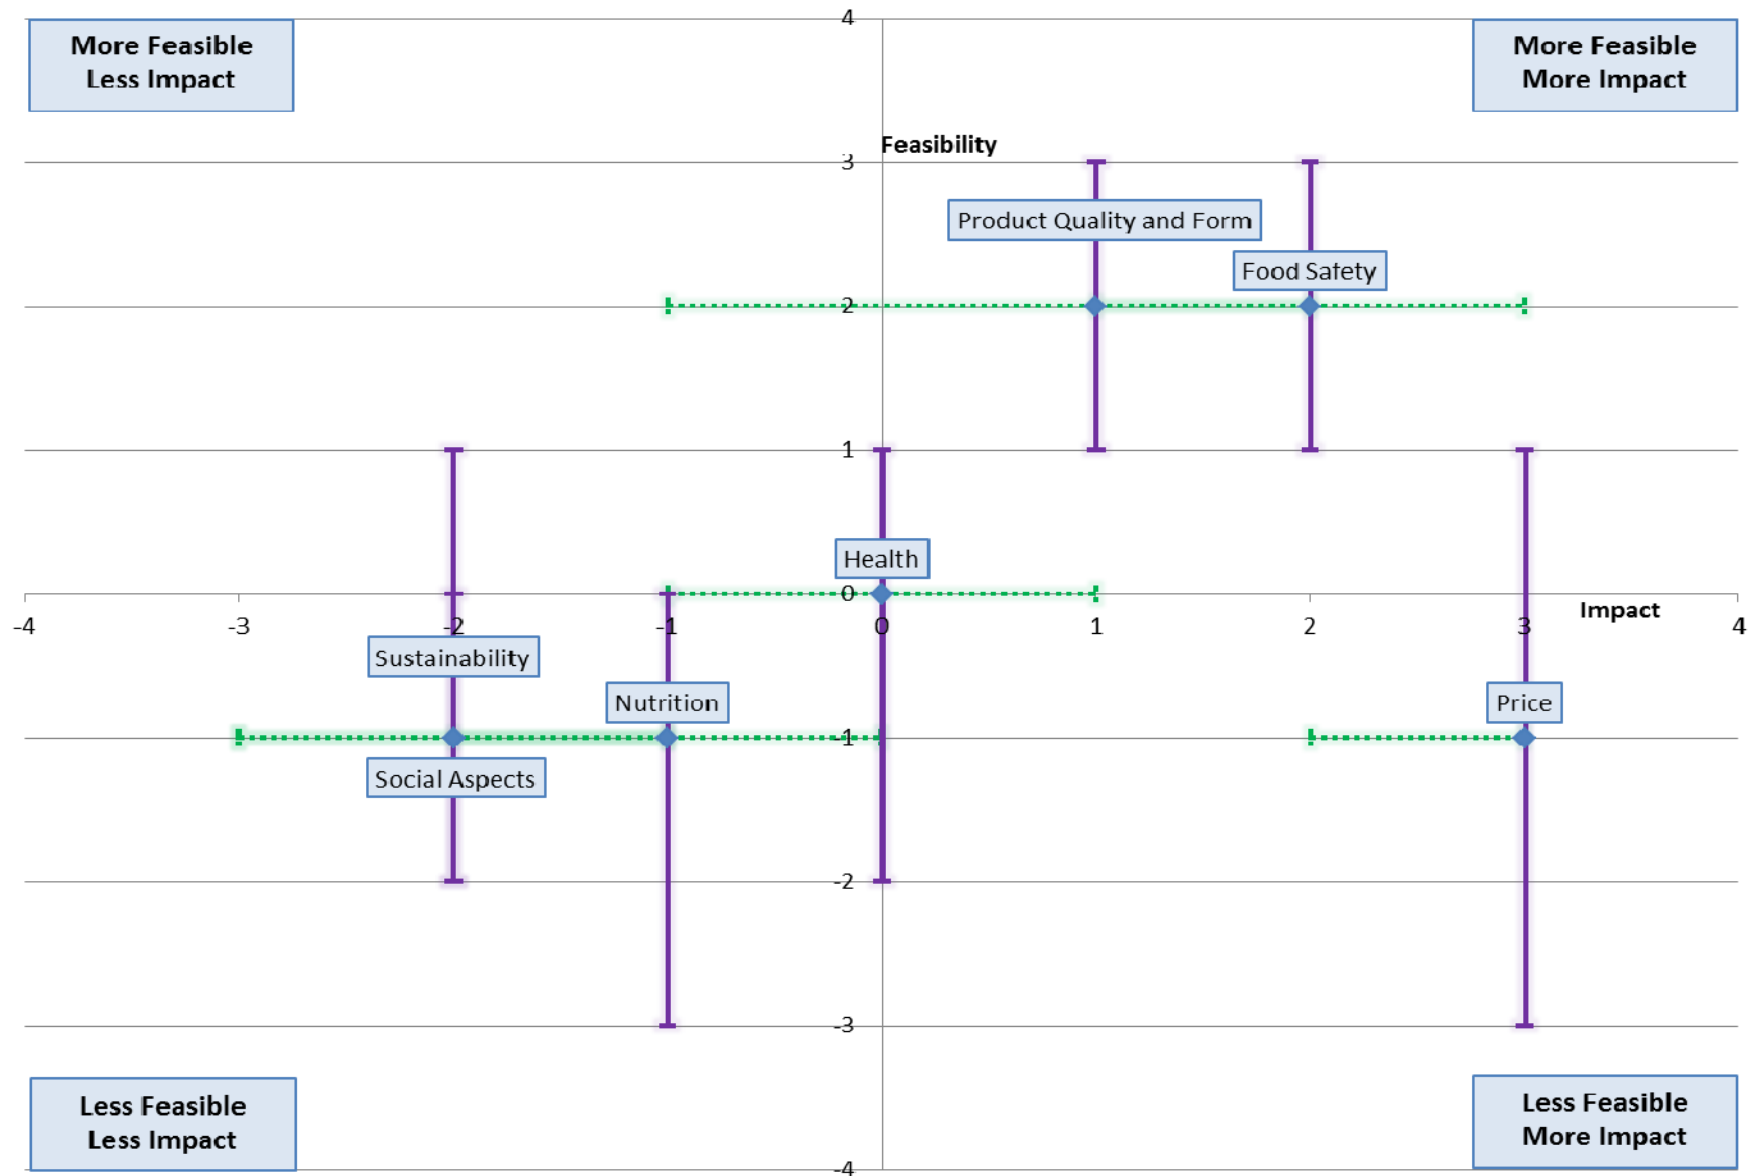 More Feasible
Less Impact
4
More Feasible
More Impact
3
Feasibility
Product Quality and Form
Food Safety
2
1
Health
0
-4
-3
-2
-1
0
1
2
3
4
Impact
Sustainability
Nutrition
Price
-1
Social Aspects
-2
-3
Less Feasible
Less Impact
Less Feasible
More Impact
-4